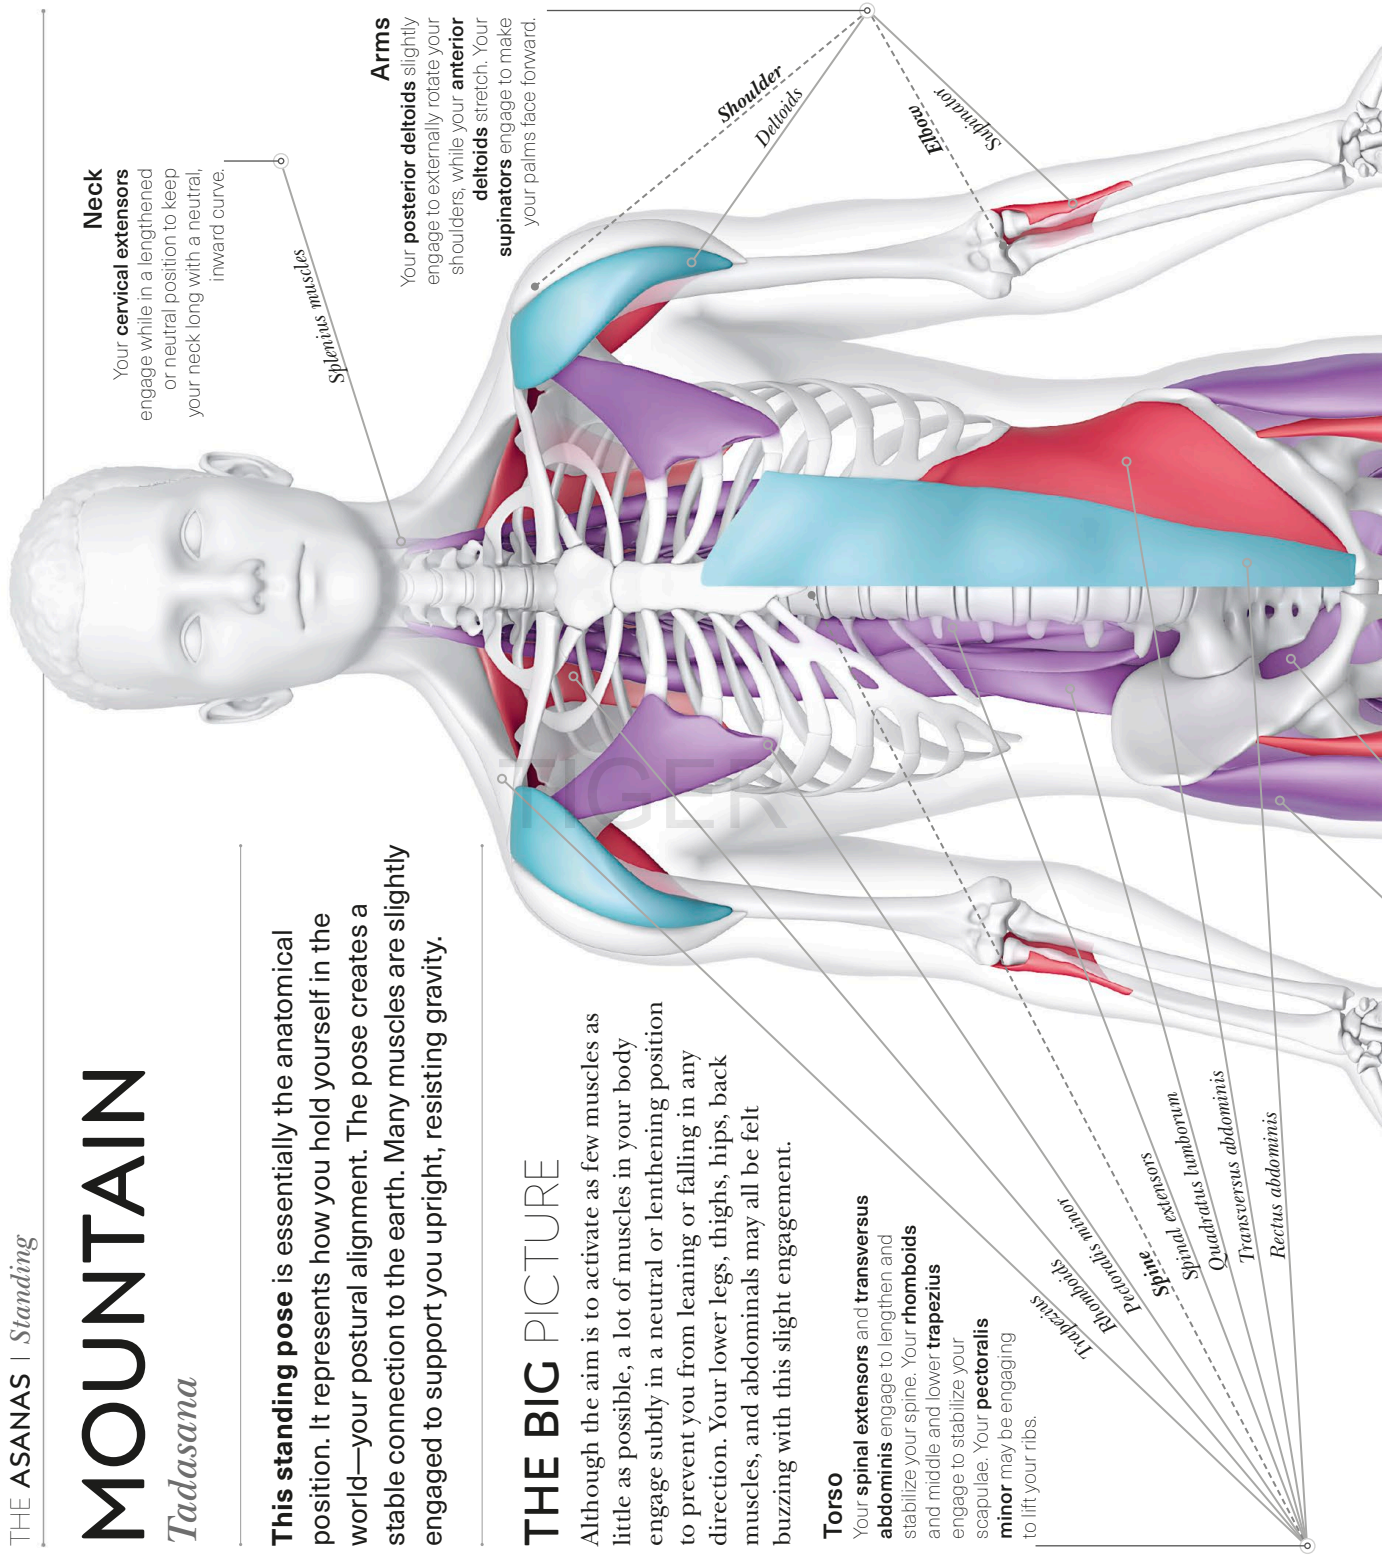 THE ASANAS | Standing
MOUNTAIN
Tadasana
This standing pose is essentially the anatomical
position. It represents how you hold yourself in the
world—your postural alignment. The pose creates a
stable connection to the earth. Many muscles are slightly
engaged to support you upright, resisting gravity.
THE BIG PICTURE
Although the aim is to activate as few muscles as
little as possible, a lot of muscles in your body
engage subtly in a neutral or lenthening position
to prevent you from leaning or falling in any
direction. Your lower legs, thighs, hips, back
muscles, and abdominals may all be felt
buzzing with this slight engagement.
Torso
Your spinal extensors and transversus
abdominis engage to lengthen and
stabilize your spine. Your rhomboids
and middle and lower trapezius
engage to stabilize your
scapulae. Your pectoralis
minor may be engaging
to lift your ribs.
Trapezius
Rhomboids
Pectoralis minor
Spine
Spinal extensors
Quadratus lumborum
Transversus abdominis
Rectus abdominis
Neck
Your cervical extensors
engage while in a lengthened
or neutral position to keep
your neck long with a neutral,
inward curve.
Splenius muscles
Arms
Your posterior deltoids slightly
engage to externally rotate your
shoulders, while your anterior
deltoids stretch. Your
supinators engage to make
your palms face forward.
Shoulder
Deltoids
Elbow
Supinator
TIGER